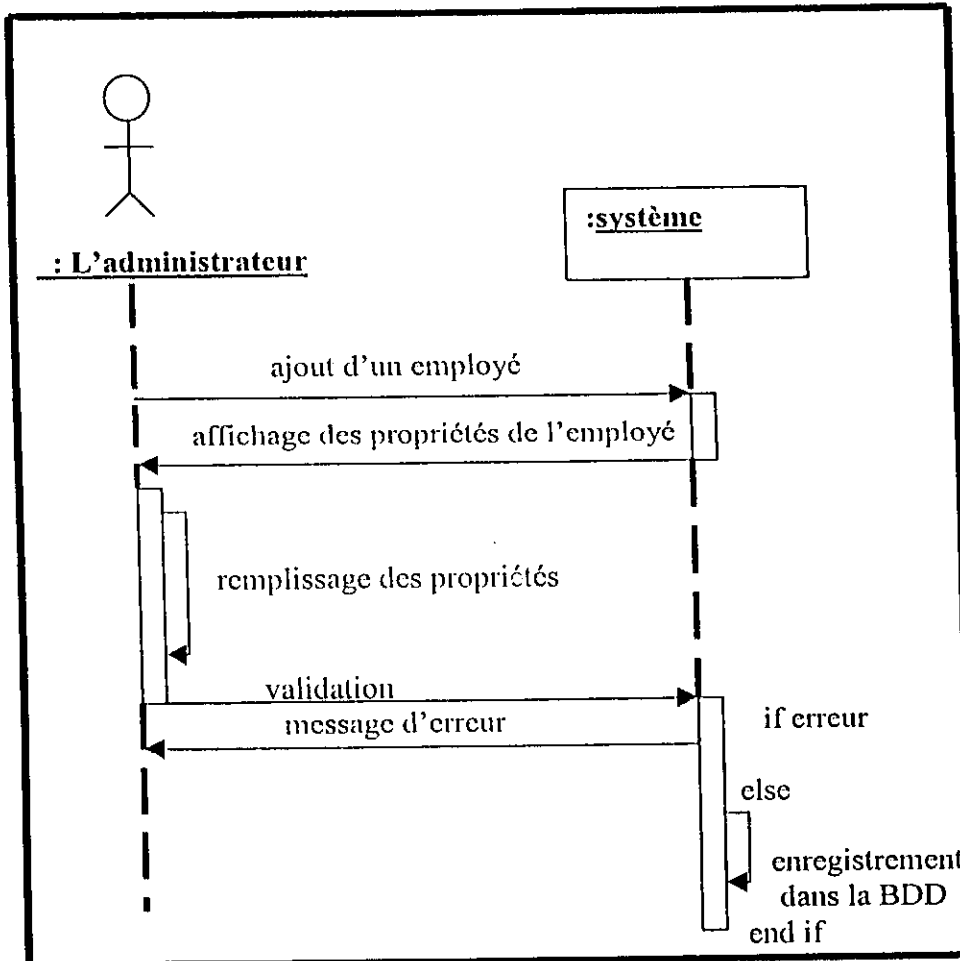 :système
: L'administrateur
ajout d'un employé
affichage des propriétés de l'employé
remplissage des propriétés
validation
message d'erreur
if erreur
else
enregistrement
dans la BDD
end if